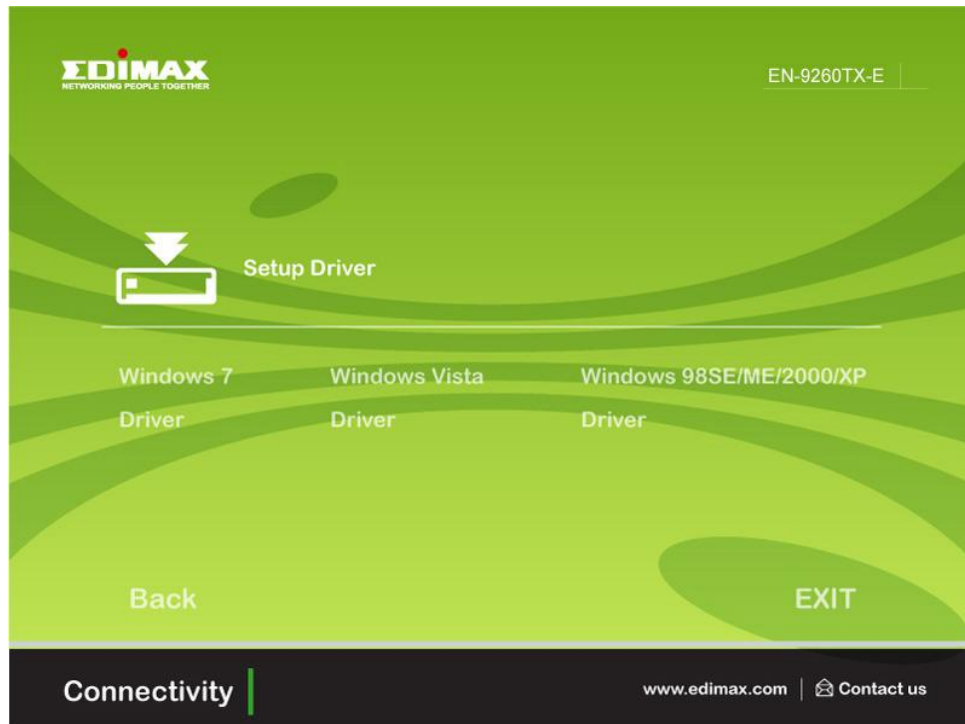 EDIMAX
NETWORKING PEOPLE TOGETHER
EN-9260TX-E
Setup Driver
Windows 7
Driver
Windows Vista
Driver
Windows 98SE/ME/2000/XP
Driver
Back
EXIT
Connectivity
www.edimax.com
Contact us